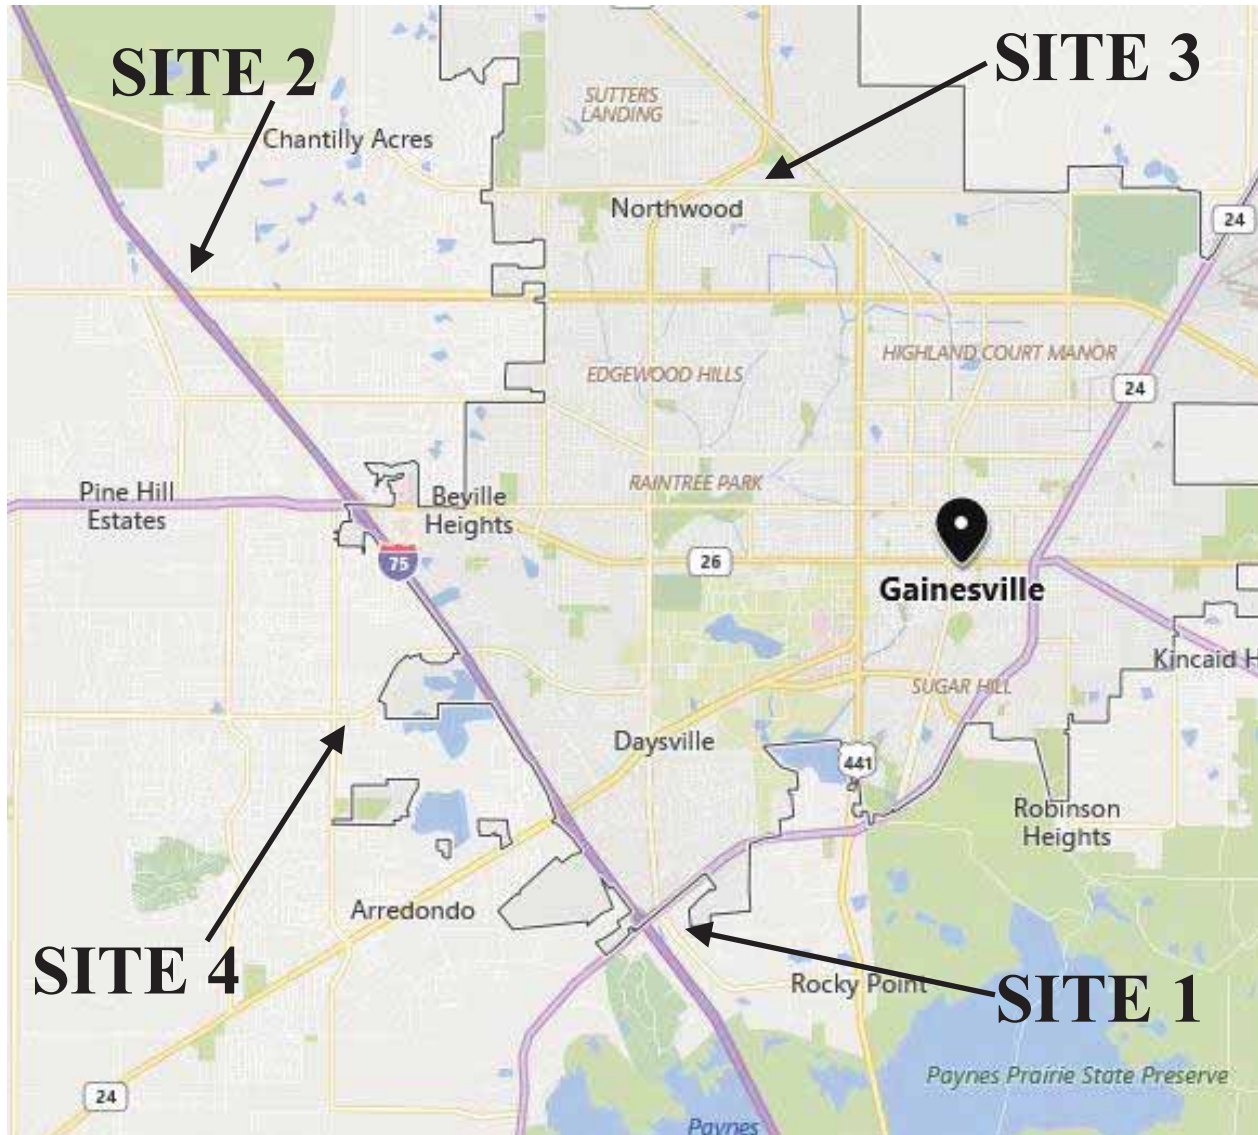 SITE 2
SITE 3
SUTTERS
LANDING
Chantilly Acres
Northwood
24
HIGHLAND COURT MANOR
EDGEWOOD HILLS
24
RAINTREE PARK
Pine Hill
Estates
Beville
Heights
75
26
Gainesville
Kincaid H
SUGAR HILL
Daysville
441
Robinson
Heights
Arredondo
SITE 4
Rocky Point
SITE 1
Paynes Prairie State Preserve
24
Paynes